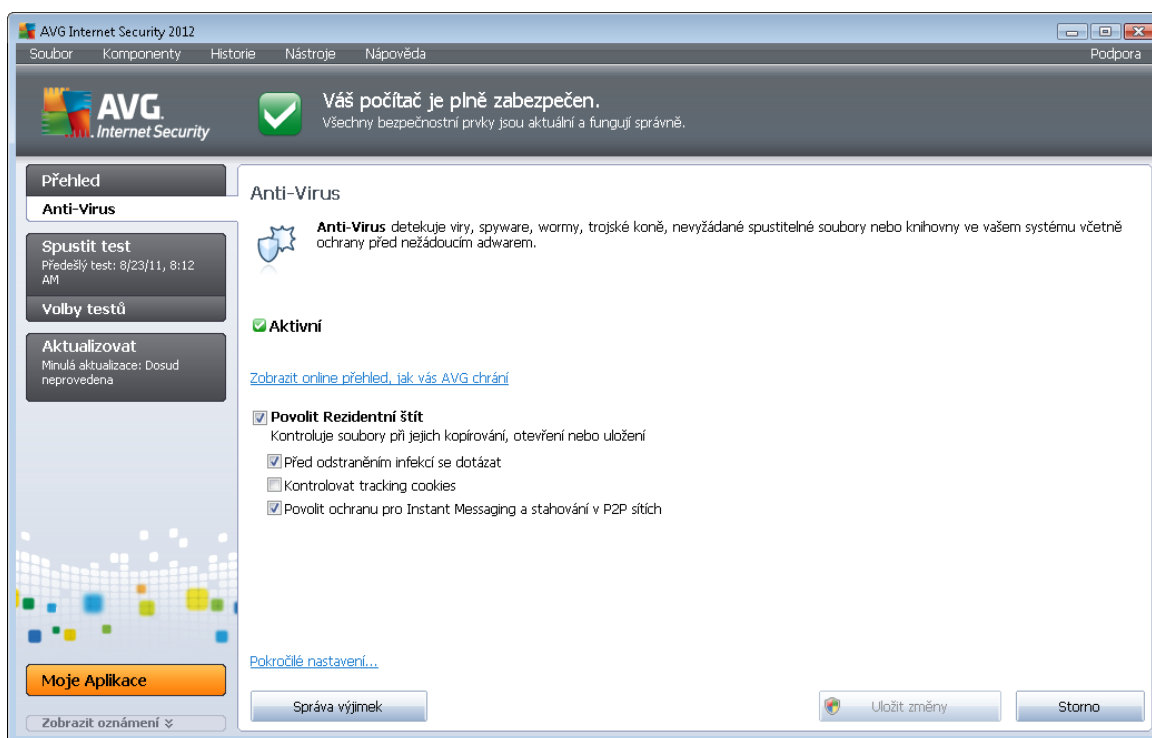 AVG Internet Security 2012
Soubor Komponenty Historie Nástroje Nápověda Podpora
AVG.
Internet Security
Váš počítač je plně zabezpečen.
Všechny bezpečnostní prvky jsou aktuální a fungují správně.
Přehled
Anti-Virus
Spustit test
Předešlý test: 8/23/11, 8:12
AM
Volby testů
Aktualizovat
Minulá aktualizace: Dosud
neprovedena
Moje Aplikace
Zobrazit oznámení
Anti-Virus
Anti-Virus detekuje viry, spyware, wormy, trojské koně, nevyžádané spustitelné soubory nebo knihovny ve vašem systému včetně
ochrany před nežádoucím adwarem.
Aktivní
Zobrazit online přehled, jak vás AVG chrání
Povolit Rezidentní štít
Kontroluje soubory při jejich kopírování, otevření nebo uložení
Před odstraněním infekcí se dotázat
Kontrolovat tracking cookies
Povolit ochranu pro Instant Messaging a stahování v P2P sítích
Pokročilé nastavení...
Správa výjimek
Uložit změny
Storno